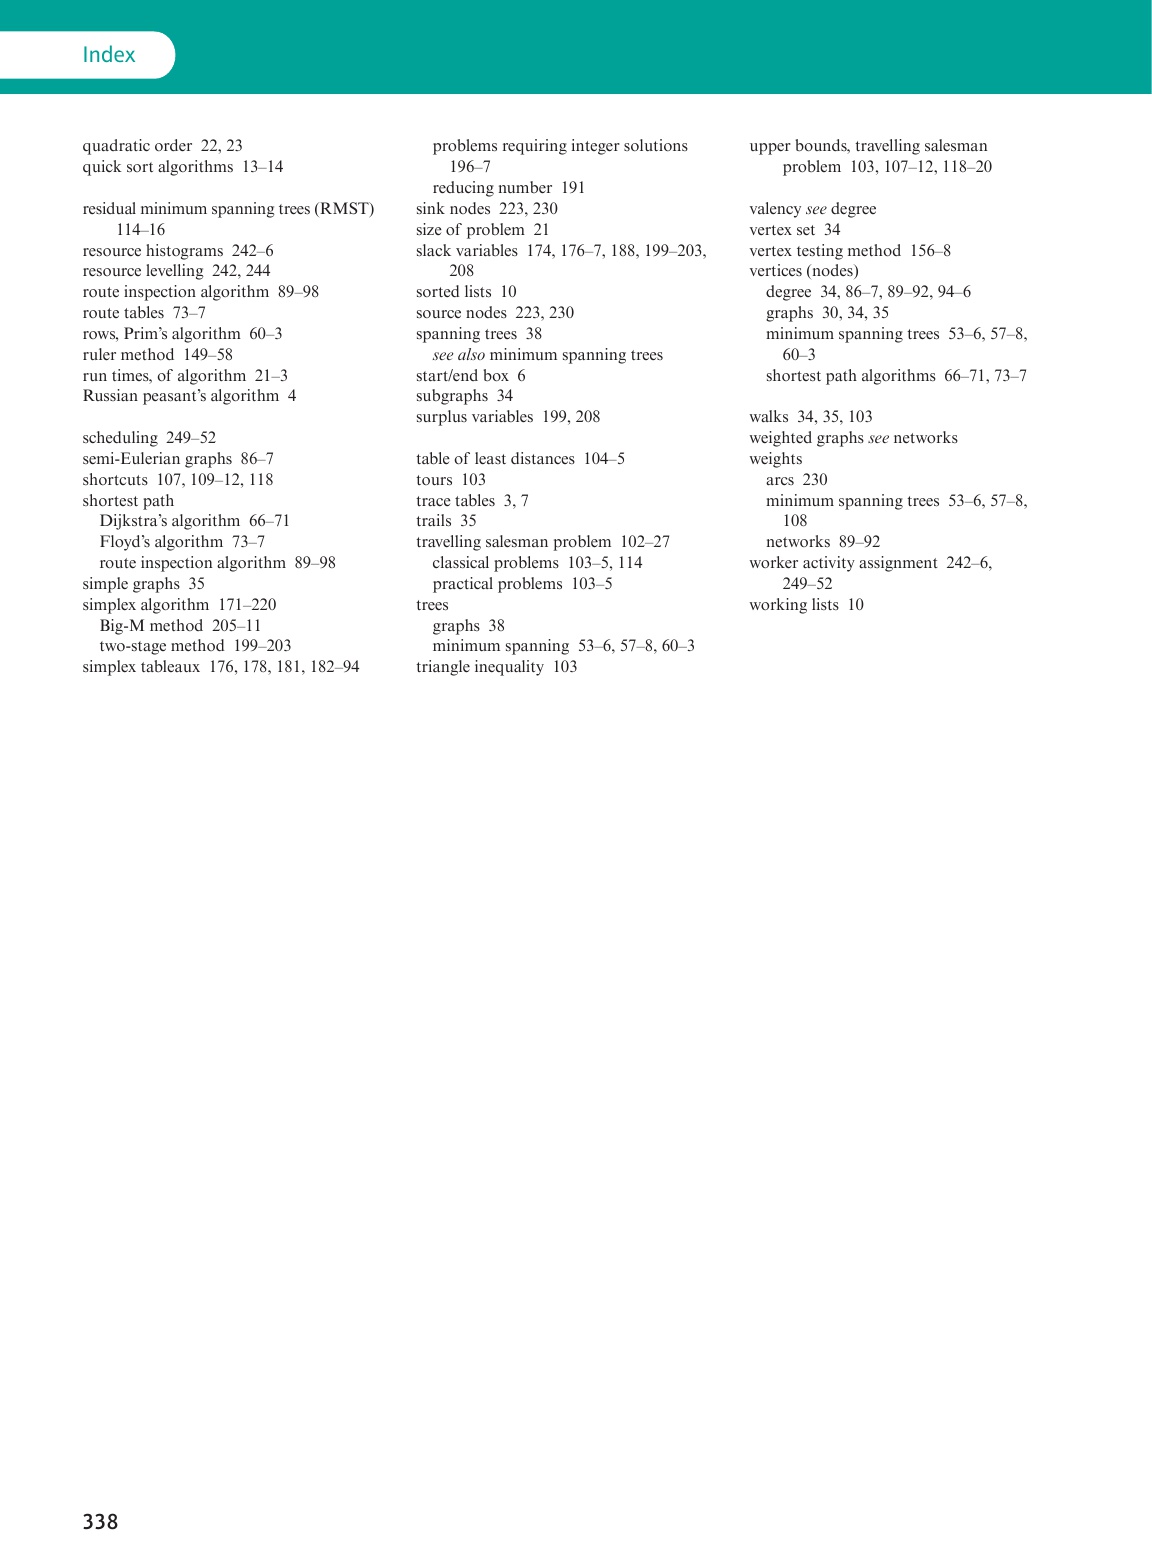 Index
quadratic order 22, 23
quick sort algorithms 13–14
residual minimum spanning trees (RMST)
114–16
resource histograms 242–6
resource levelling 242, 244
route inspection algorithm 89–98
route tables 73–7
rows, Prim’s algorithm 60–3
ruler method 149–58
run times, of algorithm 21–3
Russian peasant’s algorithm 4
scheduling 249–52
semi-Eulerian graphs 86–7
shortcuts 107, 109–12, 118
shortest path
Dijkstra’s algorithm 66–71
Floyd’s algorithm 73–7
route inspection algorithm 89–98
simple graphs 35
simplex algorithm 171–220
Big-M method 205–11
two-stage method 199–203
simplex tableaux 176, 178, 181, 182–94
problems requiring integer solutions
196–7
reducing number 191
sink nodes 223, 230
size of problem 21
slack variables 174, 176–7, 188, 199–203,
208
sorted lists 10
source nodes 223, 230
spanning trees 38
see also minimum spanning trees
start/end box 6
subgraphs 34
surplus variables 199, 208
table of least distances 104–5
tours 103
trace tables 3, 7
trails 35
travelling salesman problem 102–27
classical problems 103–5, 114
practical problems 103–5
trees
graphs 38
minimum spanning 53–6, 57–8, 60–3
triangle inequality 103
upper bounds, travelling salesman
problem 103, 107–12, 118–20
valency see degree
vertex set 34
vertex testing method 156–8
vertices (nodes)
degree 34, 86–7, 89–92, 94–6
graphs 30, 34, 35
minimum spanning trees 53–6, 57–8,
60–3
shortest path algorithms 66–71, 73–7
walks 34, 35, 103
weighted graphs see networks
weights
arcs 230
minimum spanning trees 53–6, 57–8,
108
networks 89–92
worker activity assignment 242–6,
249–52
working lists 10
338